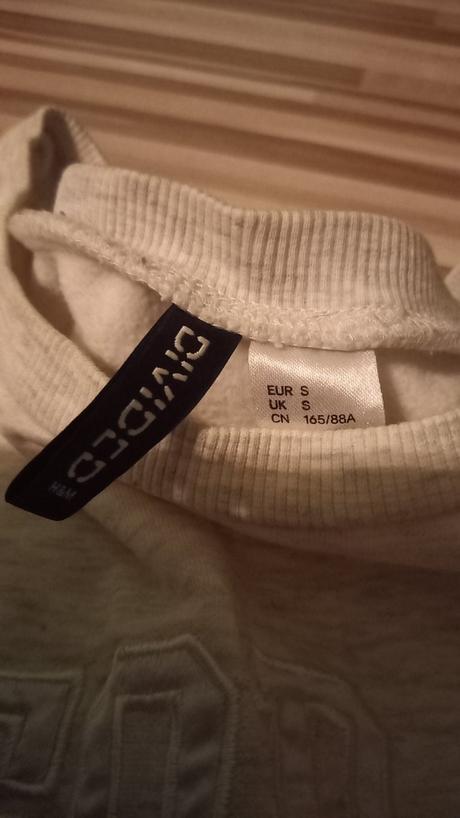 DIVIDED
H&M
EUR S
UK S
CN 165/88A